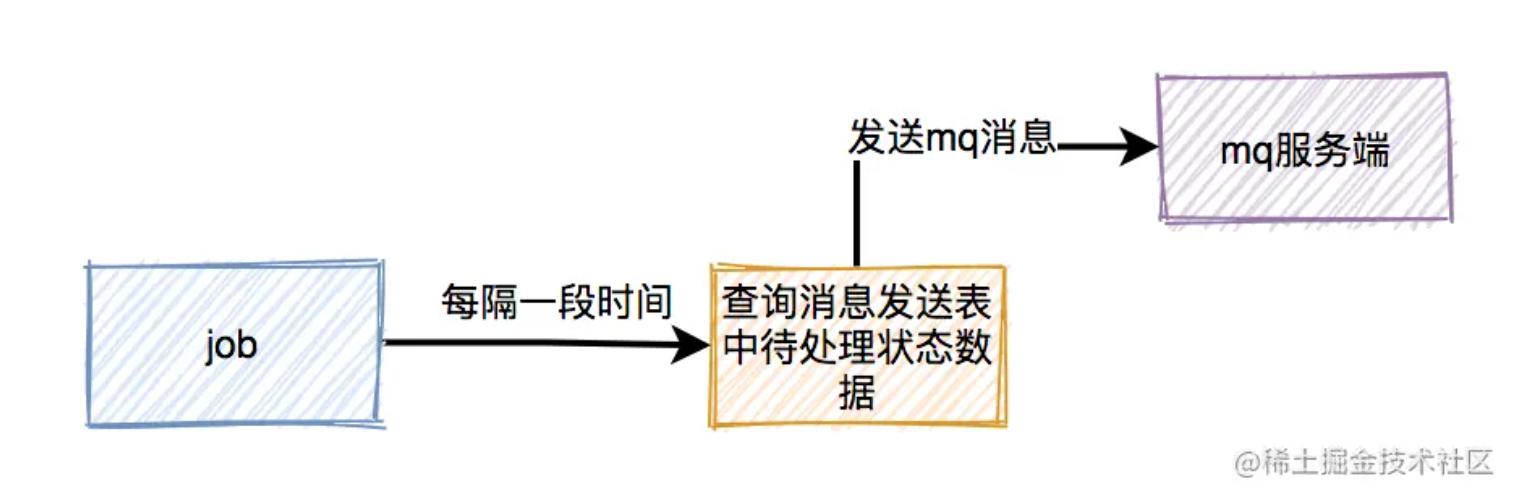 发送mq消息
mq服务端
job
每隔一段时间
查询消息发送表
中待处理状态数
据
@稀土掘金技术社区